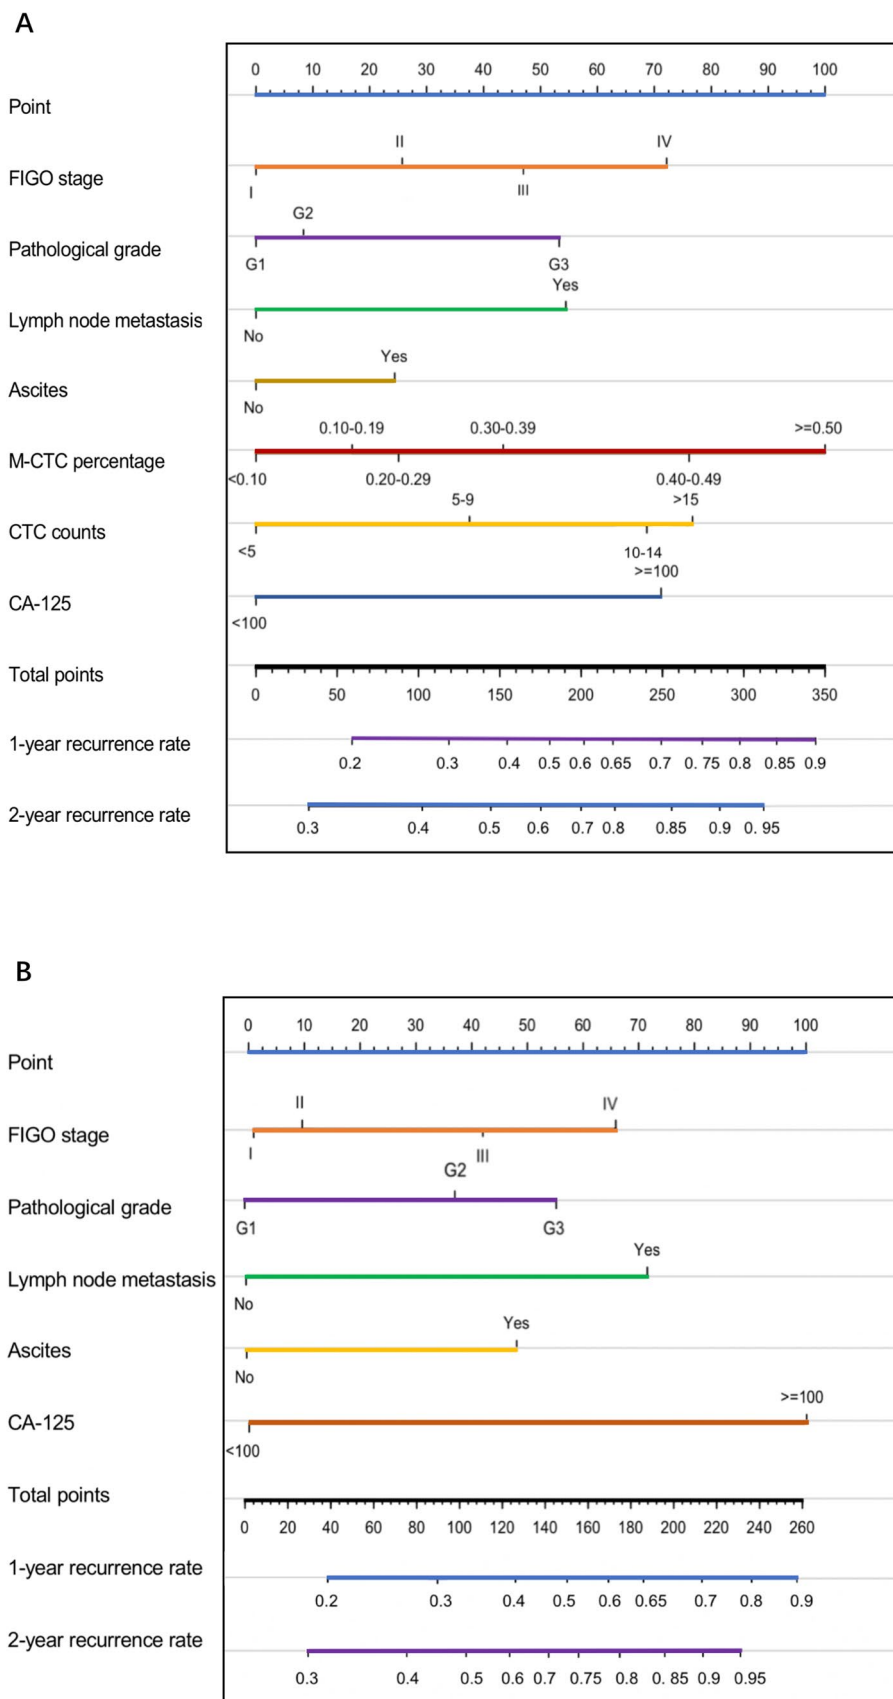 A
0 10 20 30 40 50 60 70 80 90 100
Point
II IV
FIGO stage
I III
G2
Pathological grade
G1 G3
Yes
Lymph node metastasis
No
Yes
Ascites
No
0.10-0.19 0.30-0.39 >=0.50
M-CTC percentage
<0.10 0.20-0.29 0.40-0.49
5-9 >15
CTC counts
<5 10-14
>=100
CA-125
<100
Total points
0 50 100 150 200 250 300 350
1-year recurrence rate
0.2 0.3 0.4 0.5 0.6 0.65 0.7 0. 75 0.8 0.85 0.9
2-year recurrence rate
0.3 0.4 0.5 0.6 0.7 0.8 0.85 0.9 0. 95
B
0 10 20 30 40 50 60 70 80 90 100
Point
II IV
FIGO stage
I III
G2
Pathological grade
G1 G3
Yes
Lymph node metastasis
No
Yes
Ascites
No
>=100
CA-125
<100
Total points
0 20 40 60 80 100 120 140 160 180 200 220 240 260
1-year recurrence rate
0.2 0.3 0.4 0.5 0.6 0.65 0.7 0.8 0.9
2-year recurrence rate
0.3 0.4 0.5 0.6 0.7 0.75 0.8 0. 85 0.9 0.95